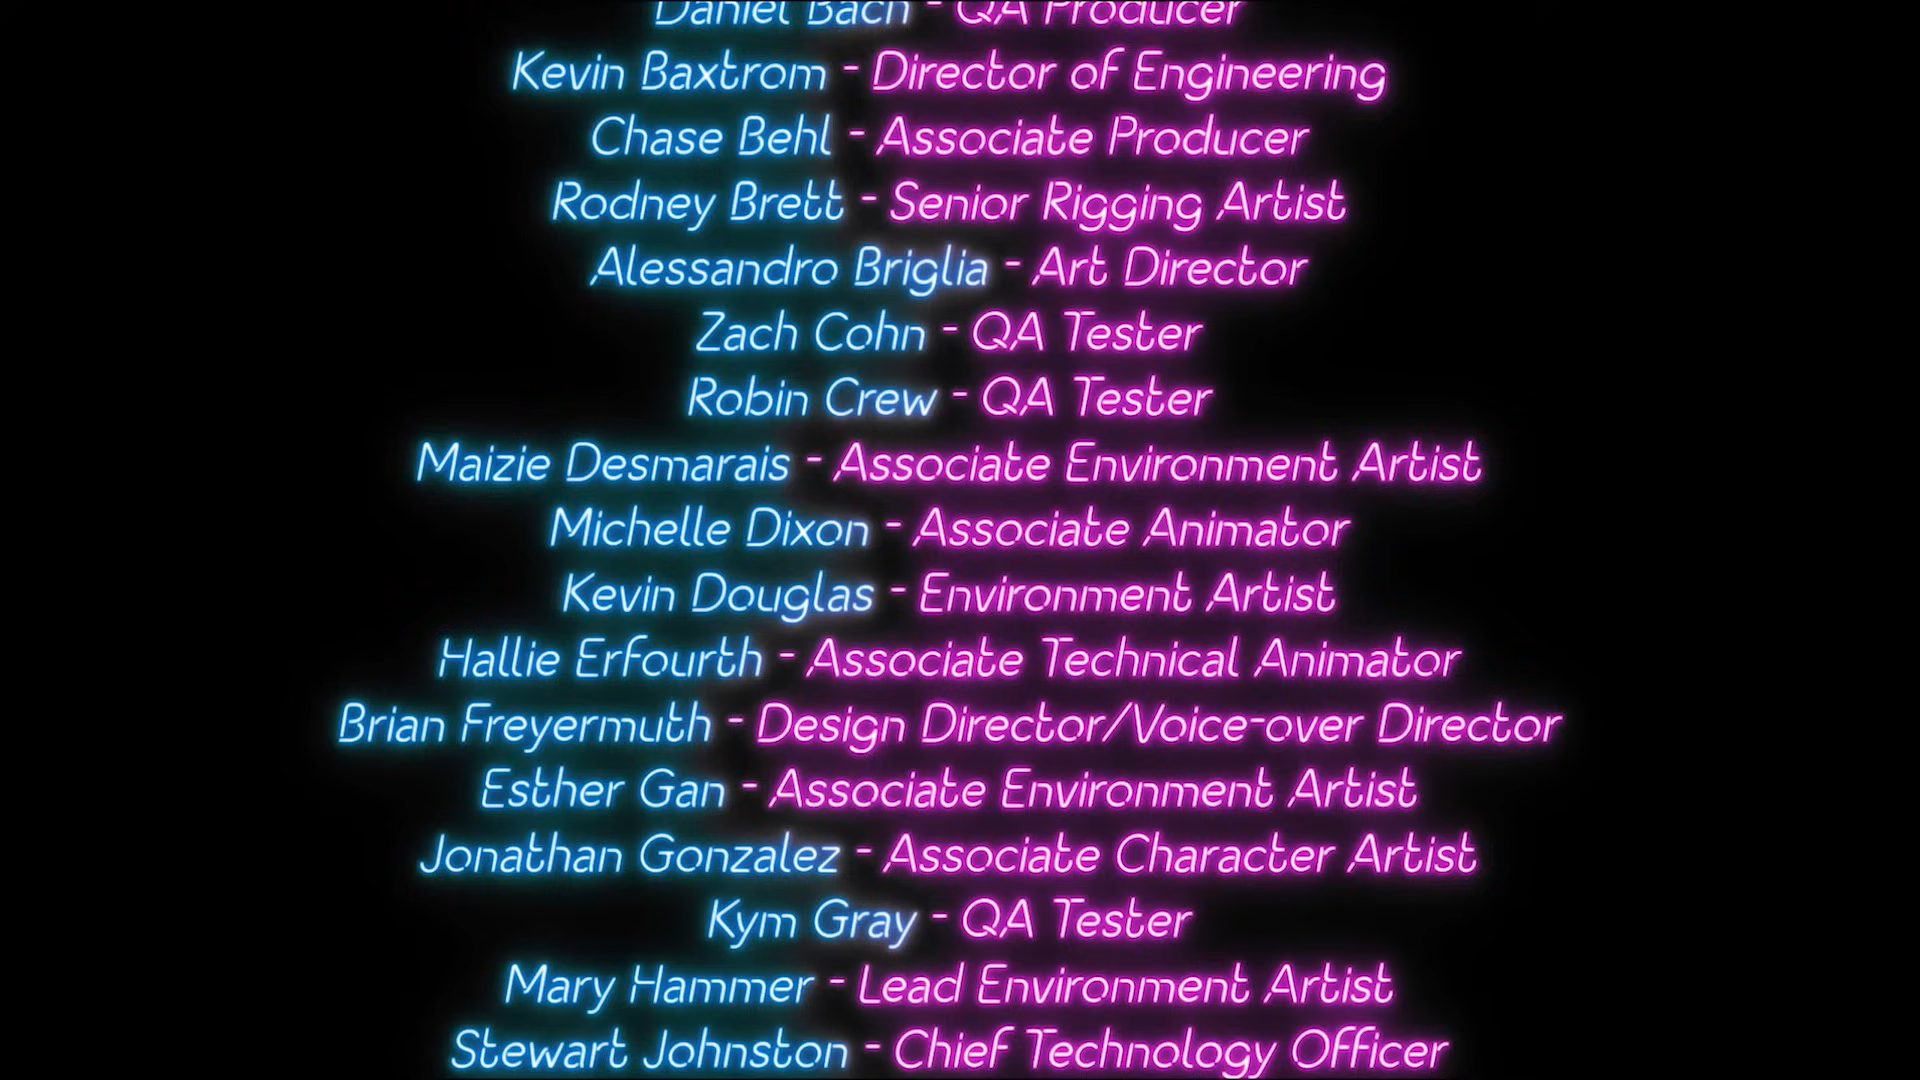 Daniel Bach - QA Producer
Kevin Baxtrom - Director of Engineering
Chase Behl - Associate Producer
Rodney Brett - Senior Rigging Artist
Alessandro Briglia - Art Director
Zach Cohn - QA Tester
Robin Crew - QA Tester
Maizie Desmarais - Associate Environment Artist
Michelle Dixon - Associate Animator
Kevin Douglas - Environment Artist
Hallie Erfourth - Associate Technical Animator
Brian Freyermuth - Design Director/Voice-over Director
Esther Gan - Associate Environment Artist
Jonathan Gonzalez - Associate Character Artist
Kym Gray - QA Tester
Mary Hammer - Lead Environment Artist
Stewart Johnston - Chief Technology Officer